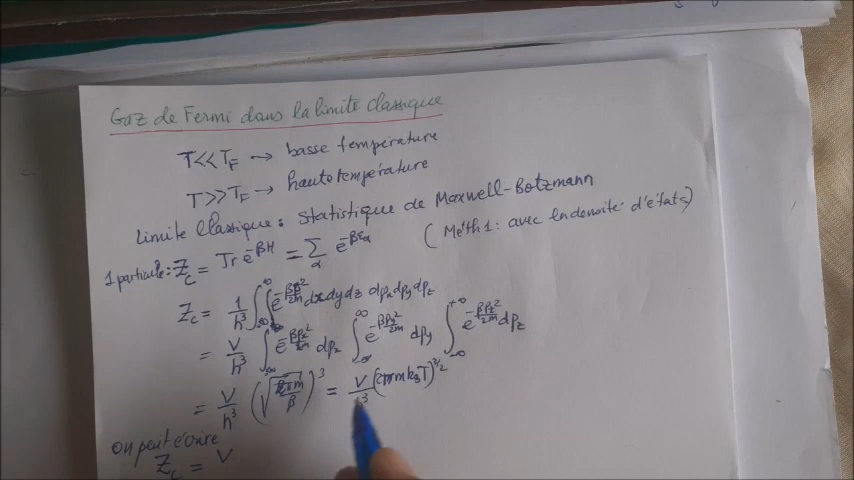 Gaz de Fermi dans la limite classique
T<<T_F → basse température
T>>T_F → haute température
Limite Classique : Statistique de Maxwell-Botzmann
(Méth 1 : avec la densité d'états)
1 particule : Z_c = Tr e^{-βH} = ∑_α e^{-βε_α}
Z_c = 1/h³ ∫∫ e^{-βp²/2m} dx dy dz dp_x dp_y dp_z
= V/h³ ∫_{-∞}^{∞} e^{-βp_x²/2m} dp_x ∫_{-∞}^{∞} e^{-βp_y²/2m} dp_y ∫_{-∞}^{+∞} e^{-βp_z²/2m} dp_z
= V/h³ (√(2πm/β))³ = V/h³ (2πmk_BT)^{3/2}
On peut écrire
Z_c = V